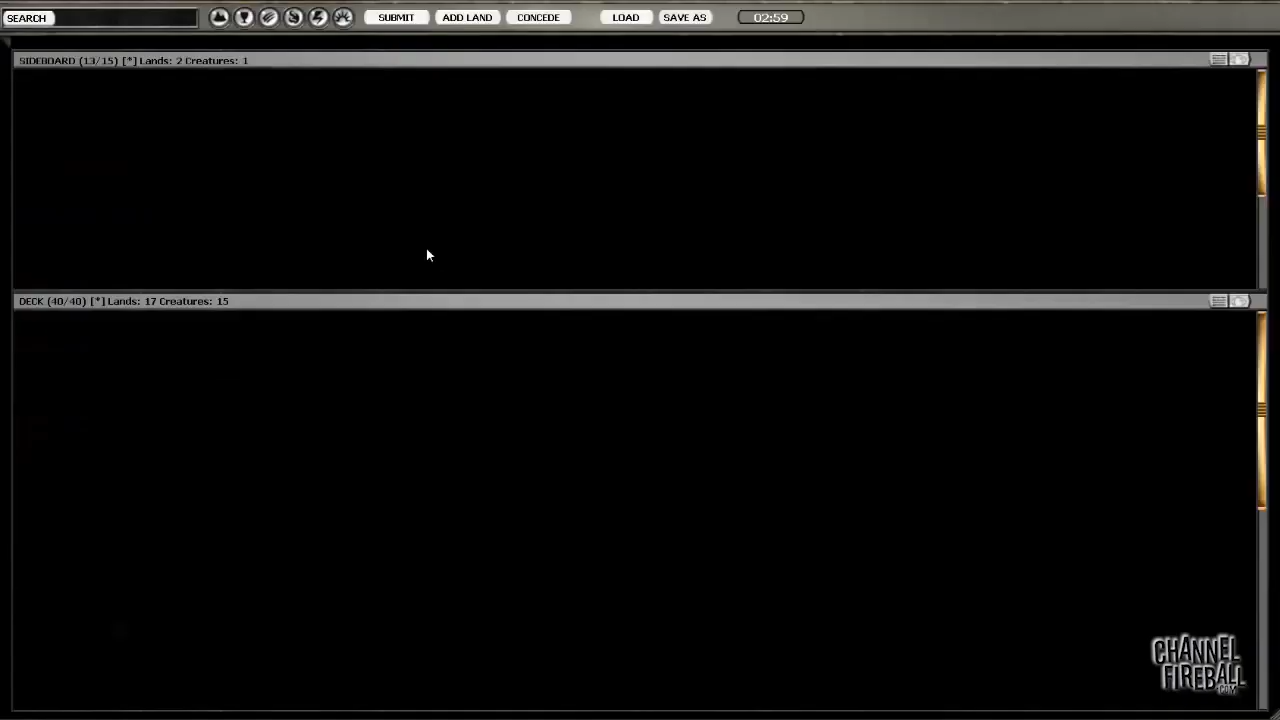 SEARCH
SUBMIT
ADD LAND
CONCEDE
LOAD
SAVE AS
02:59
SIDEBOARD (13/15) [*] Lands: 2 Creatures: 1
DECK (40/40) [*] Lands: 17 Creatures: 15
CHANNEL
FIREBALL
.COM